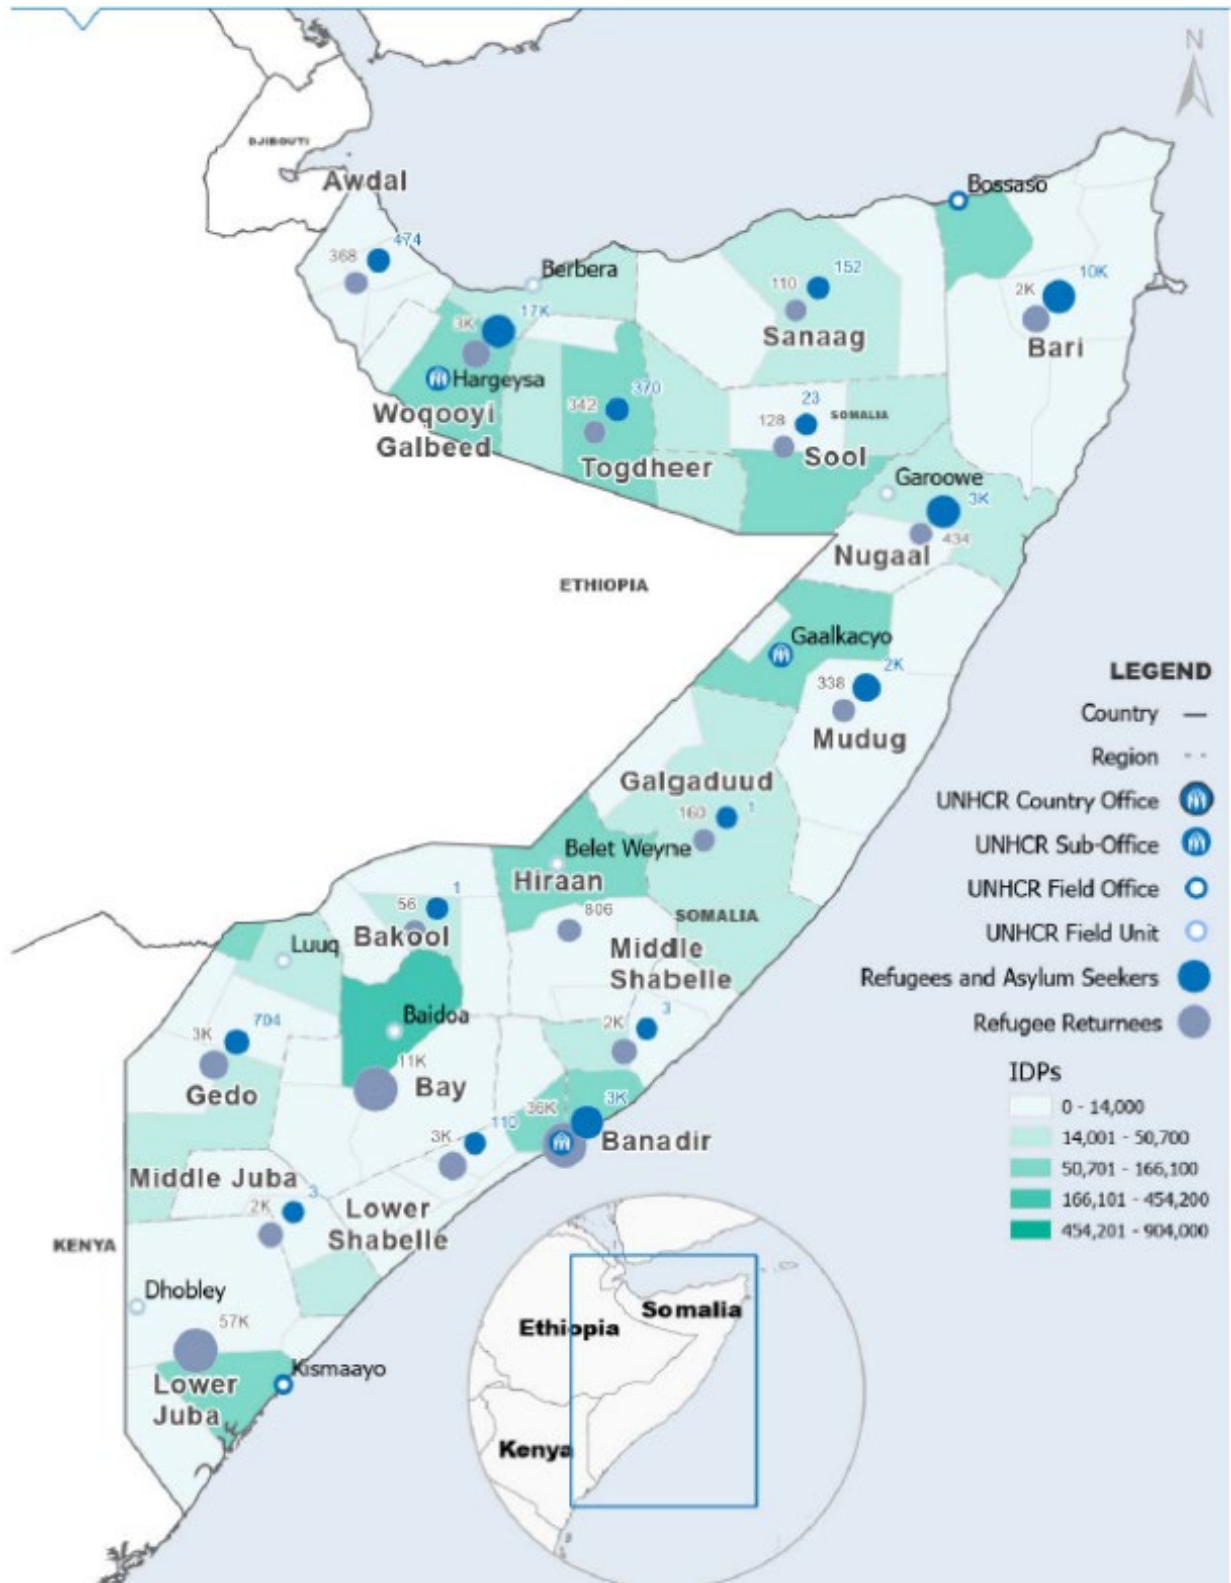 N
DJIBOUTI
Awdal
Bossaso
474
368
Berbera
10K
152
110
2K
17K
3K
Sanaag
Bari
Hargeysa
370
23
342
128
SOMALIA
Woqooyi
Galbeed
Togdheer
Sool
Garoowe
3K
434
Nugaal
ETHIOPIA
Gaalkacyo
2K
338
Mudug
LEGEND
Country
Region
UNHCR Country Office
UNHCR Sub-Office
UNHCR Field Office
UNHCR Field Unit
Refugees and Asylum Seekers
Refugee Returnees
IDPs
0 - 14,000
14,001 - 50,700
50,701 - 166,100
166,101 - 454,200
454,201 - 904,000
Galgaduud
160
1
Belet Weyne
Hiraan
1
56
806
SOMALIA
Bakool
Luuq
Middle
Shabelle
Baidoa
704
3K
3
2K
11K
Gedo
Bay
36K
3K
110
3K
Banadir
Middle Juba
3
2K
Lower
Shabelle
KENYA
Dhobley
57K
Kismaayo
Lower
Juba
Somalia
Ethiopia
Kenya